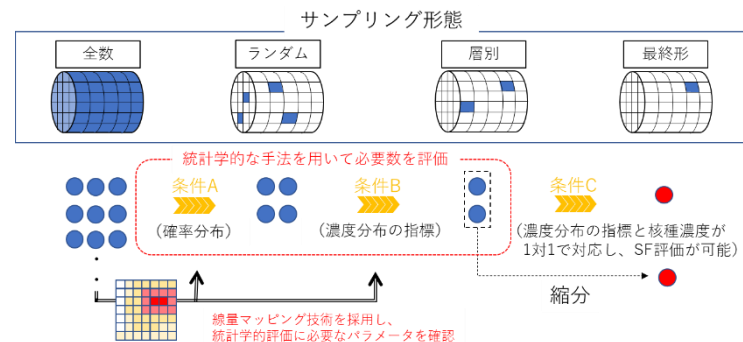 サンプリング形態
全数
ランダム
層別
最終形
統計学的な手法を用いて必要数を評価
条件A
条件B
条件C
(確率分布)
(濃度分布の指標)
(濃度分布の指標と核種濃度が
1対1で対応し、SF評価が可能)
縮分
線量マッピング技術を採用し、
統計学的評価に必要なパラメータを確認